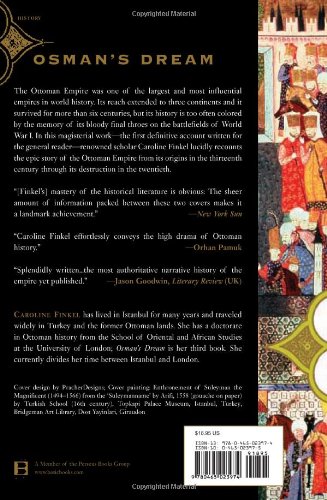 HISTORY
OSMAN'S DREAM
The Ottoman Empire was one of the largest and most influential
empires in world history. Its reach extended to three continents and it
survived for more than six centuries, but its history is too often colored
by the memory of its bloody final throes on the battlefields of World
War I. In this magisterial work—the first definitive account written for
the general reader—renowned scholar Caroline Finkel lucidly recounts
the epic story of the Ottoman Empire from its origins in the thirteenth
century through its destruction in the twentieth.
"[Finkel's] mastery of the historical literature is obvious. The sheer
amount of information packed between these two covers makes it
a landmark achievement." —New York Sun
"Caroline Finkel effortlessly conveys the high drama of Ottoman
history." —Orhan Pamuk
"Splendidly written...the most authoritative narrative history of the
empire yet published." —Jason Goodwin, Literary Review (UK)
CAROLINE FINKEL has lived in Istanbul for many years and traveled
widely in Turkey and the former Ottoman lands. She has a doctorate
in Ottoman history from the School of Oriental and African Studies
at the University of London; Osman's Dream is her third book. She
currently divides her time between Istanbul and London.
Cover design by PracherDesigns; Cover painting: Enthronement of Suleyman the
Magnificent (1494–1566) from the 'Suleymanname' by Arifi, 1558 (gouache on paper)
by Turkish School (16th century), Topkapi Palace Museum, Istanbul, Turkey,
Bridgeman Art Library, Dost Yayinlari, Giraudon.
B
A Member of the Perseus Books Group
www.basicbooks.com
$18.95 US
ISBN-13: 978-0-465-02397-4
ISBN-10: 0-465-02397-5
51895
9 780465 023974